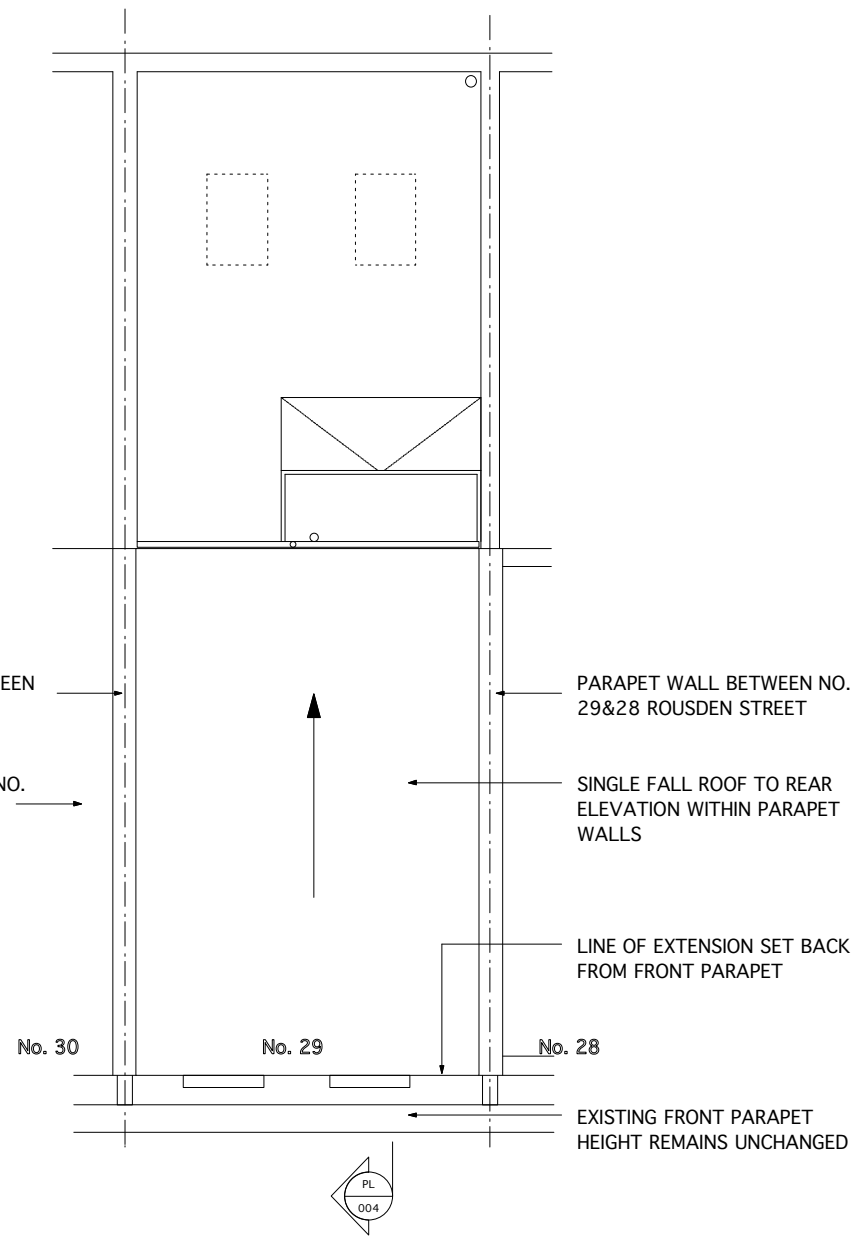 EEN
PARAPET WALL BETWEEN NO.
29&28 ROUSDEN STREET
NO.
SINGLE FALL ROOF TO REAR
ELEVATION WITHIN PARAPET
WALLS
LINE OF EXTENSION SET BACK
FROM FRONT PARAPET
No. 30
No. 29
No. 28
EXISTING FRONT PARAPET
HEIGHT REMAINS UNCHANGED
PL
004